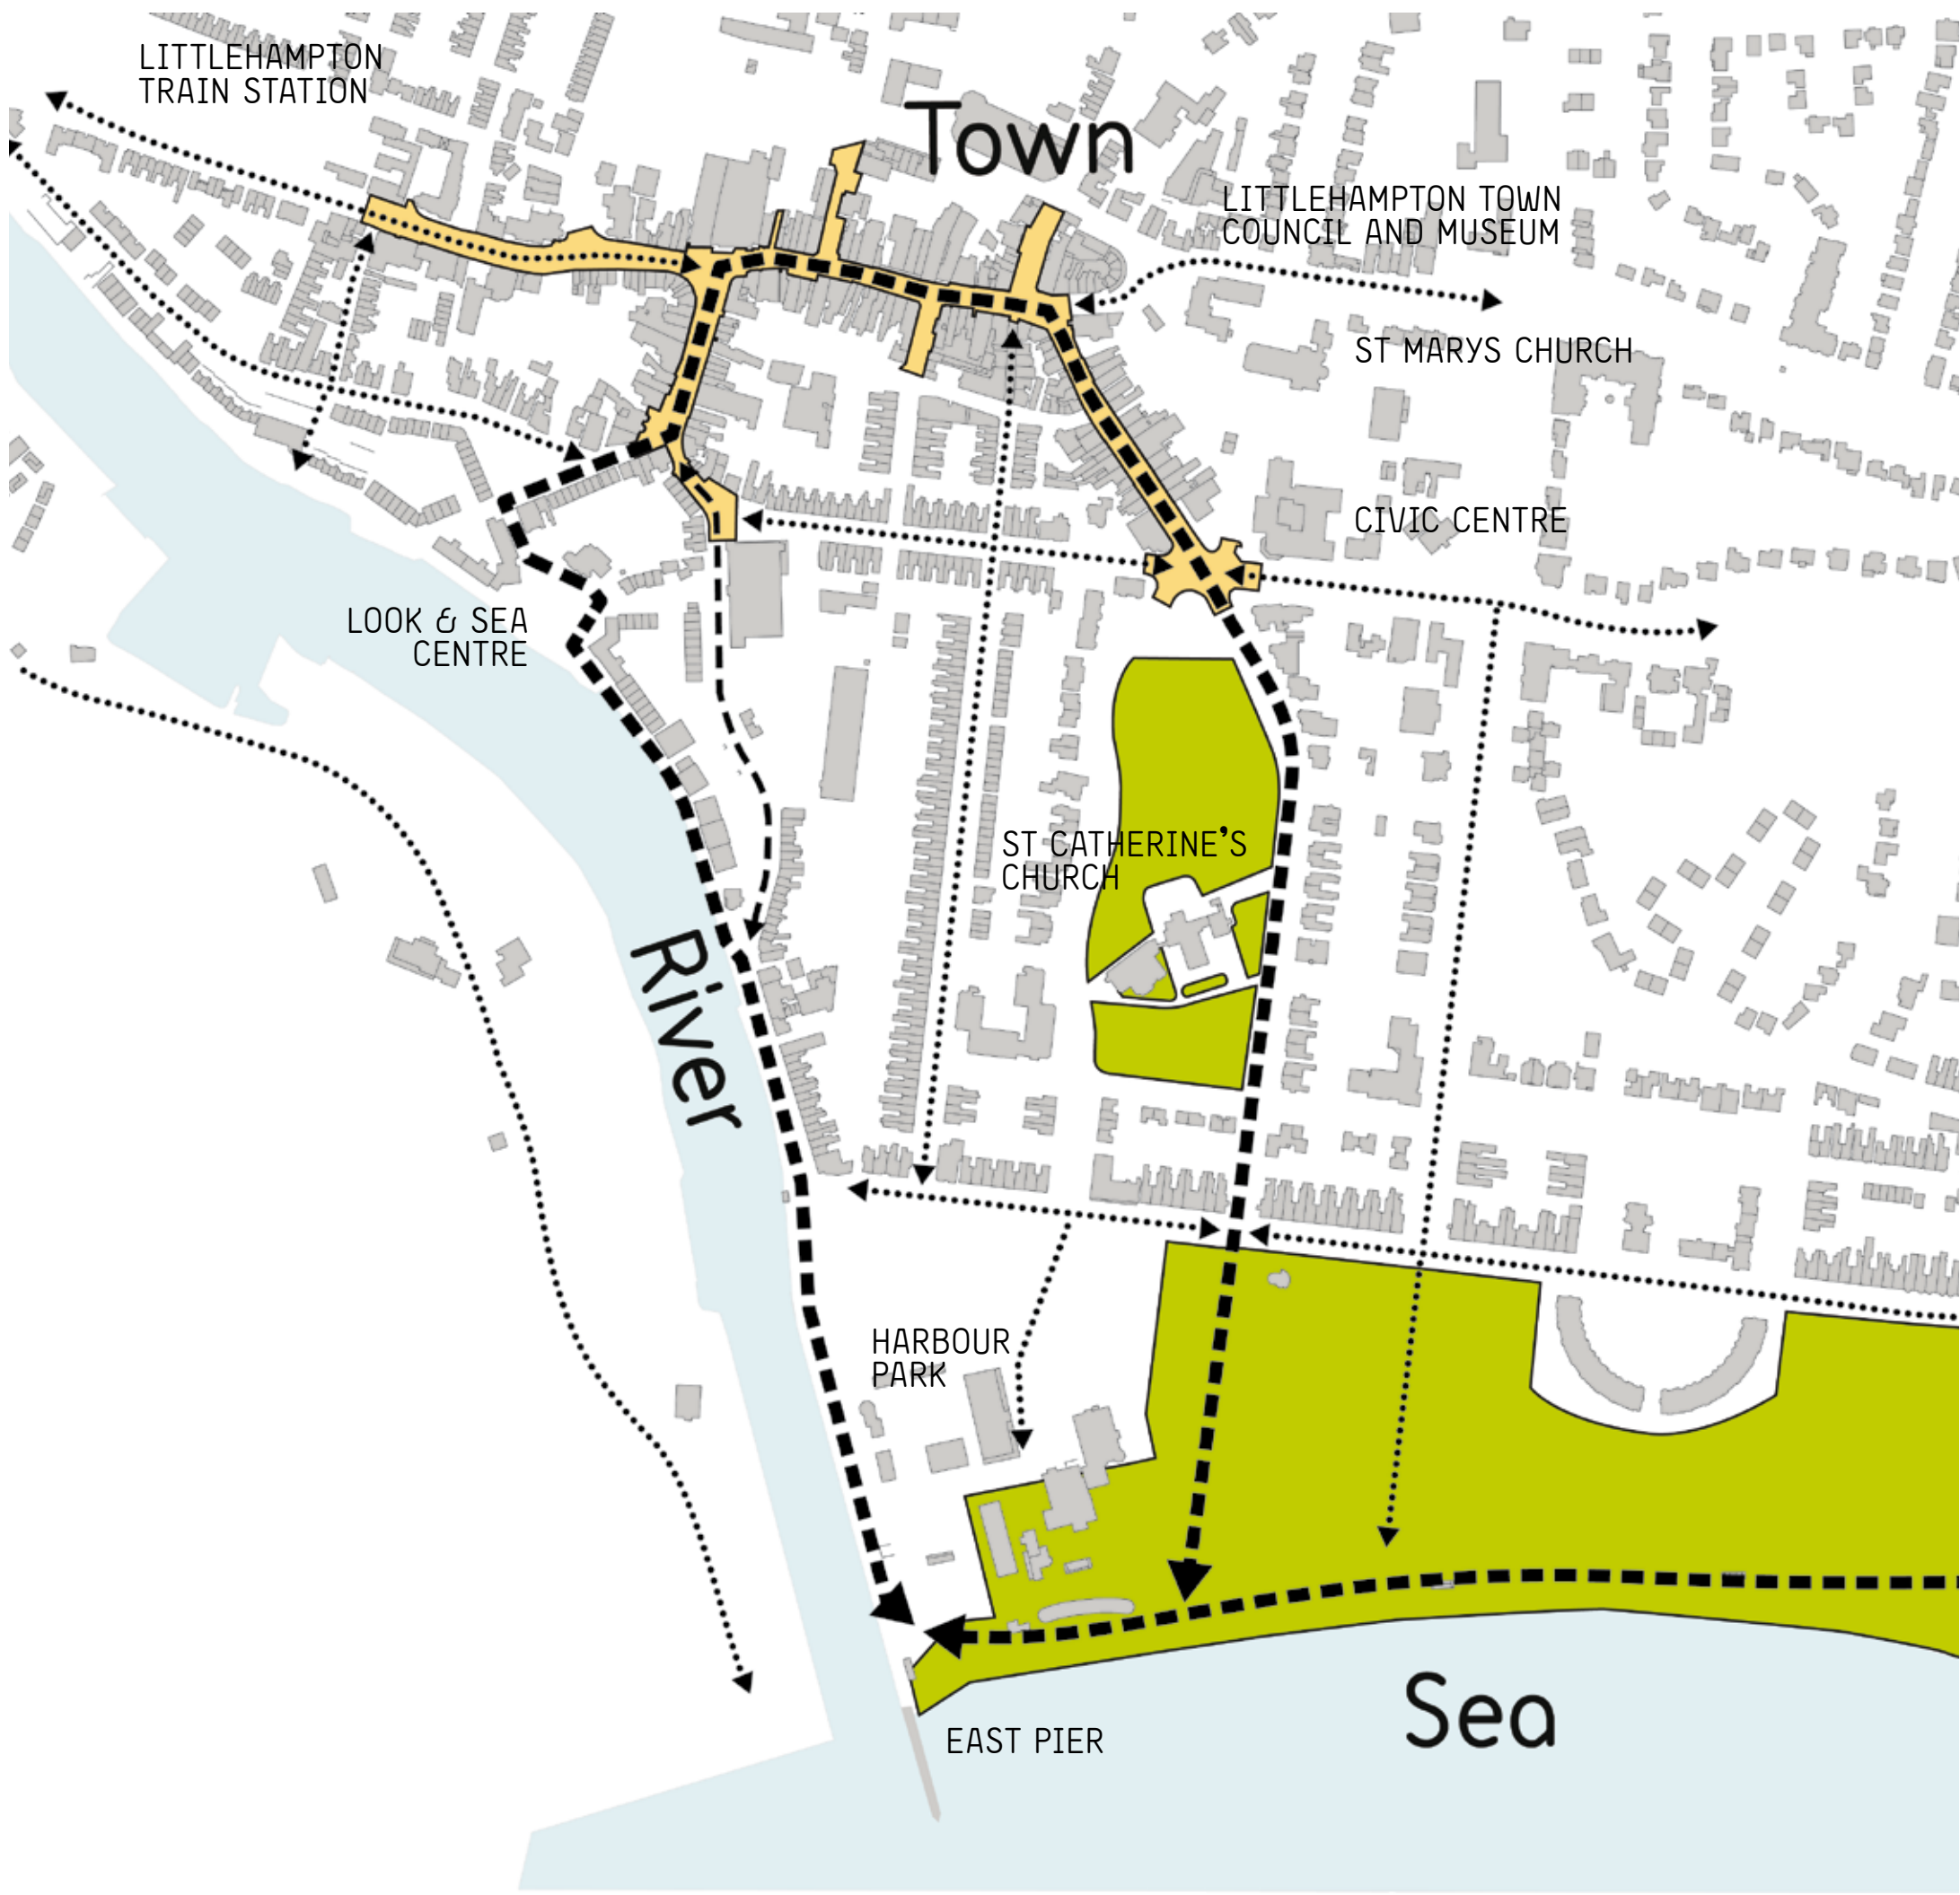 LITTLEHAMPTON
TRAIN STATION
Town
LITTLEHAMPTON TOWN
COUNCIL AND MUSEUM
ST MARYS CHURCH
CIVIC CENTRE
LOOK & SEA
CENTRE
ST CATHERINE'S
CHURCH
River
HARBOUR
PARK
Sea
EAST PIER